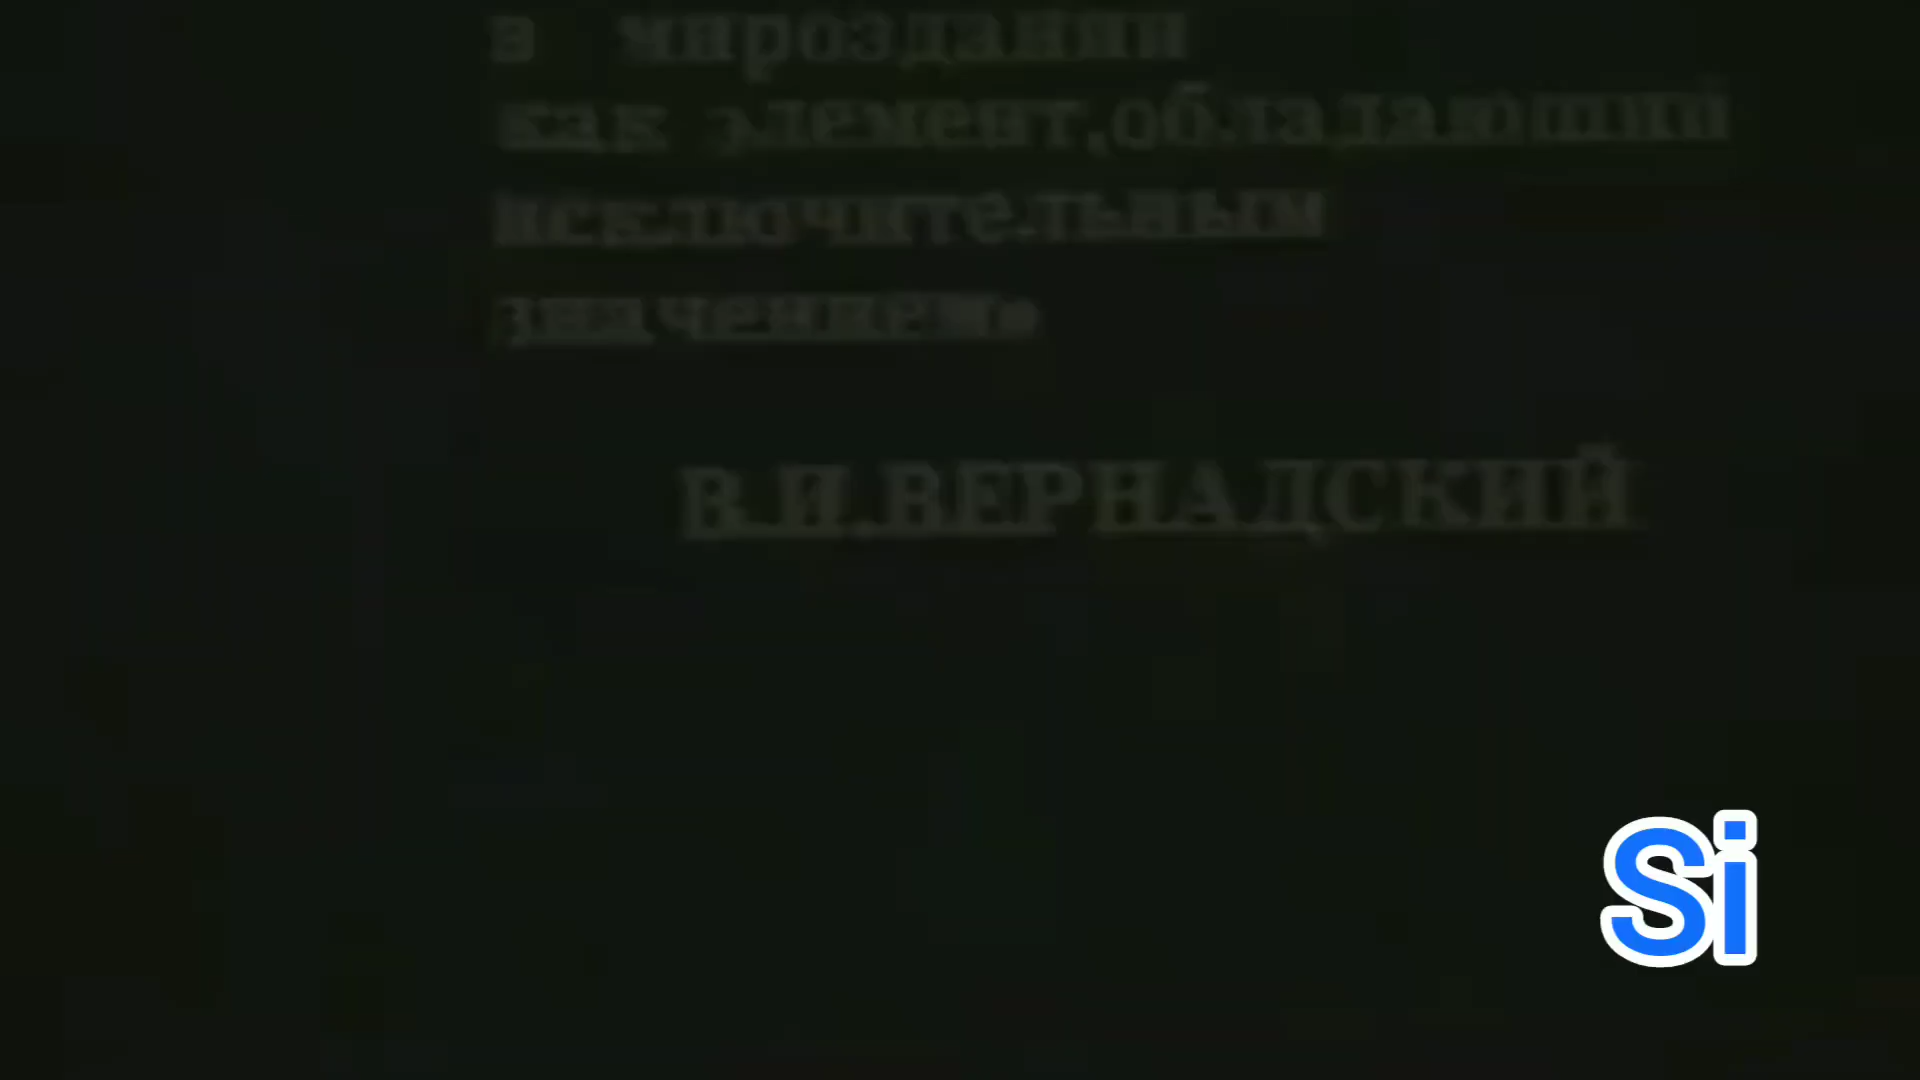 в мироздании
как элемент,обладающий
исключительным
значением»
В.И.ВЕРНАДСКИЙ
Si